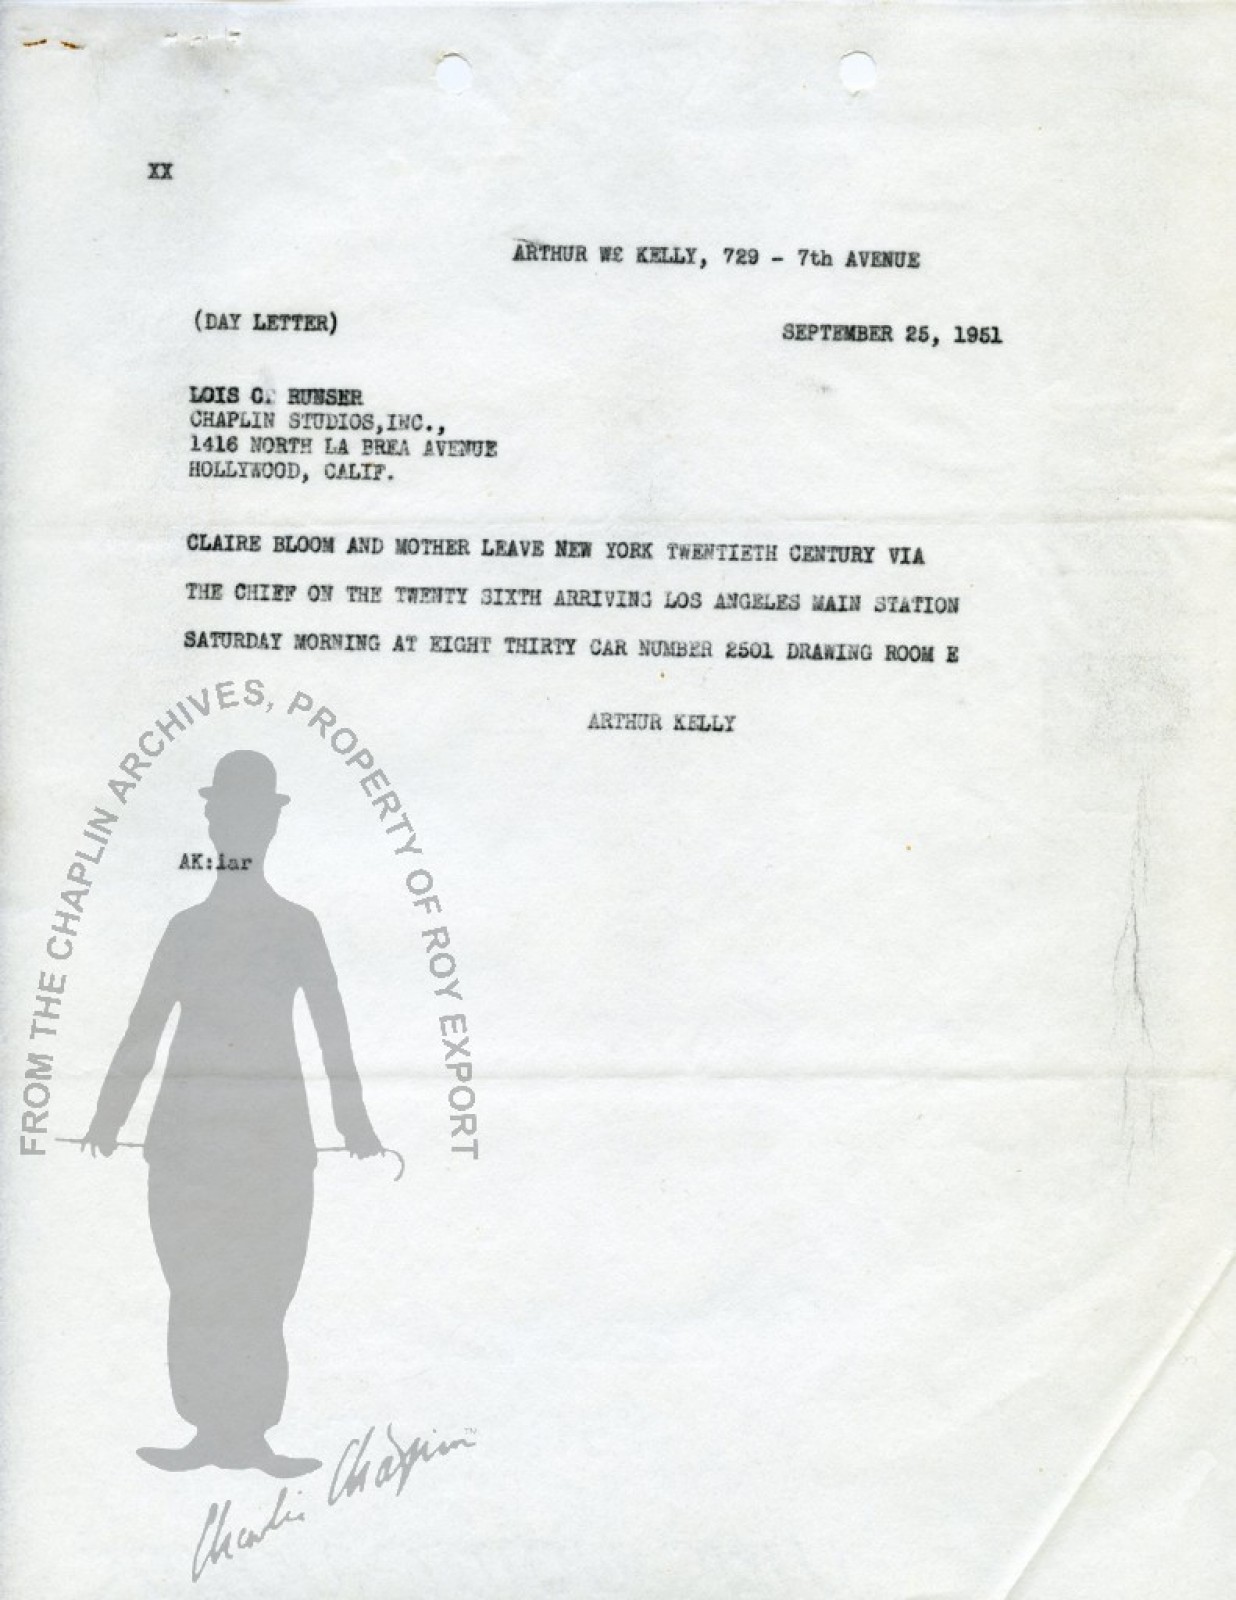 XX
ARTHUR W£ KELLY, 729 - 7th AVENUE
(DAY LETTER)
SEPTEMBER 25, 1951
LOIS C. RUNSER
CHAPLIN STUDIOS,INC.,
1416 NORTH LA BREA AVENUE
HOLLYWOOD, CALIF.
CLAIRE BLOOM AND MOTHER LEAVE NEW YORK TWENTIETH CENTURY VIA
THE CHIEF ON THE TWENTY SIXTH ARRIVING LOS ANGELES MAIN STATION
SATURDAY MORNING AT EIGHT THIRTY CAR NUMBER 2501 DRAWING ROOM E
ARTHUR KELLY
AK:iar
FROM THE CHAPLIN ARCHIVES, PROPERTY OF ROY EXPORT
Charlie Chaplin™